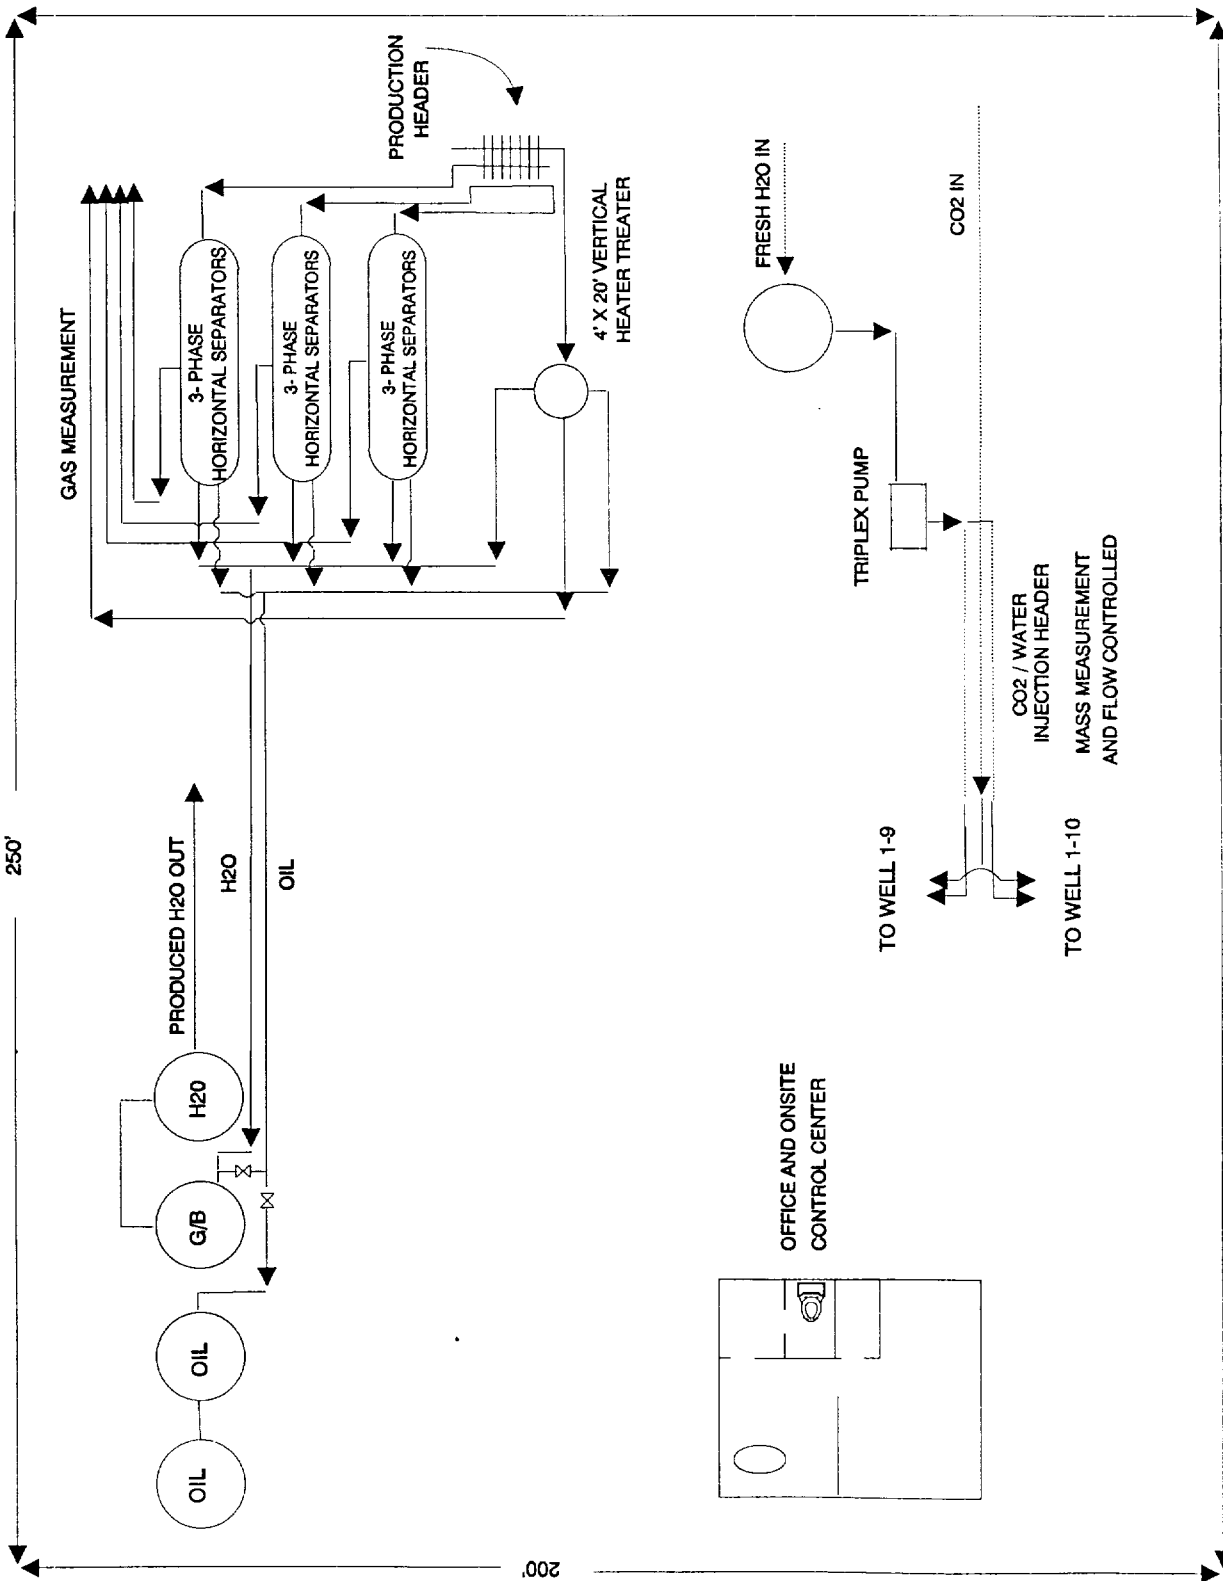 250'
200'
GAS MEASUREMENT
PRODUCTION
HEADER
3- PHASE
HORIZONTAL SEPARATORS
3- PHASE
HORIZONTAL SEPARATORS
3- PHASE
HORIZONTAL SEPARATORS
4' X 20' VERTICAL
HEATER TREATER
PRODUCED H2O OUT
H2O
OIL
OIL
OIL
G/B
H20
FRESH H2O IN
CO2 IN
TRIPLEX PUMP
CO2 / WATER
INJECTION HEADER
MASS MEASUREMENT
AND FLOW CONTROLLED
TO WELL 1-9
TO WELL 1-10
OFFICE AND ONSITE
CONTROL CENTER